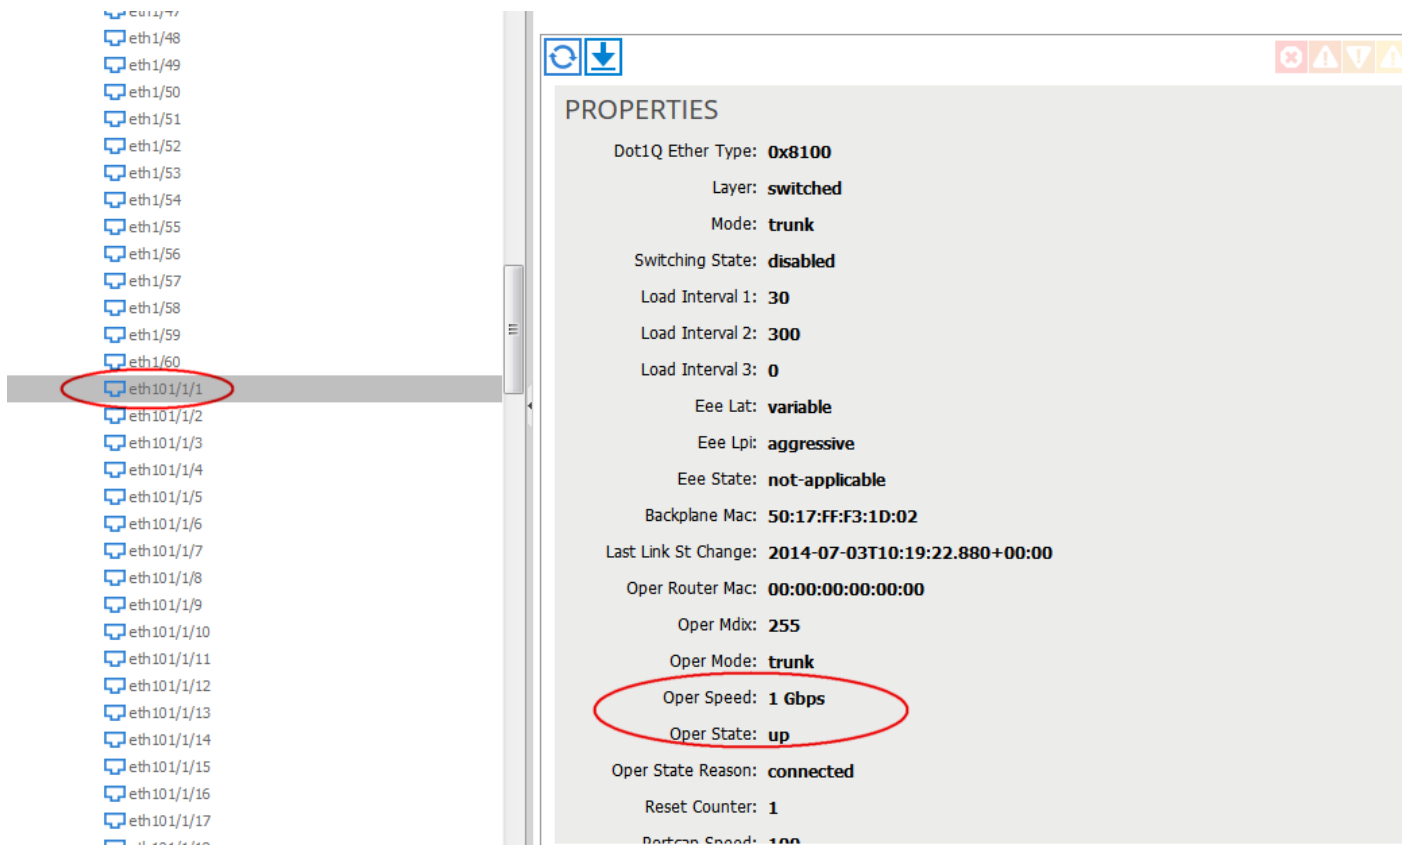 eth1/47
eth1/48
eth1/49
eth1/50
eth1/51
eth1/52
eth1/53
eth1/54
eth1/55
eth1/56
eth1/57
eth1/58
eth1/59
eth1/60
eth101/1/1
eth101/1/2
eth101/1/3
eth101/1/4
eth101/1/5
eth101/1/6
eth101/1/7
eth101/1/8
eth101/1/9
eth101/1/10
eth101/1/11
eth101/1/12
eth101/1/13
eth101/1/14
eth101/1/15
eth101/1/16
eth101/1/17
PROPERTIES
Dot1Q Ether Type: 0x8100
Layer: switched
Mode: trunk
Switching State: disabled
Load Interval 1: 30
Load Interval 2: 300
Load Interval 3: 0
Eee Lat: variable
Eee Lpi: aggressive
Eee State: not-applicable
Backplane Mac: 50:17:FF:F3:1D:02
Last Link St Change: 2014-07-03T10:19:22.880+00:00
Oper Router Mac: 00:00:00:00:00:00
Oper Mdix: 255
Oper Mode: trunk
Oper Speed: 1 Gbps
Oper State: up
Oper State Reason: connected
Reset Counter: 1
Portcap Speed: 100